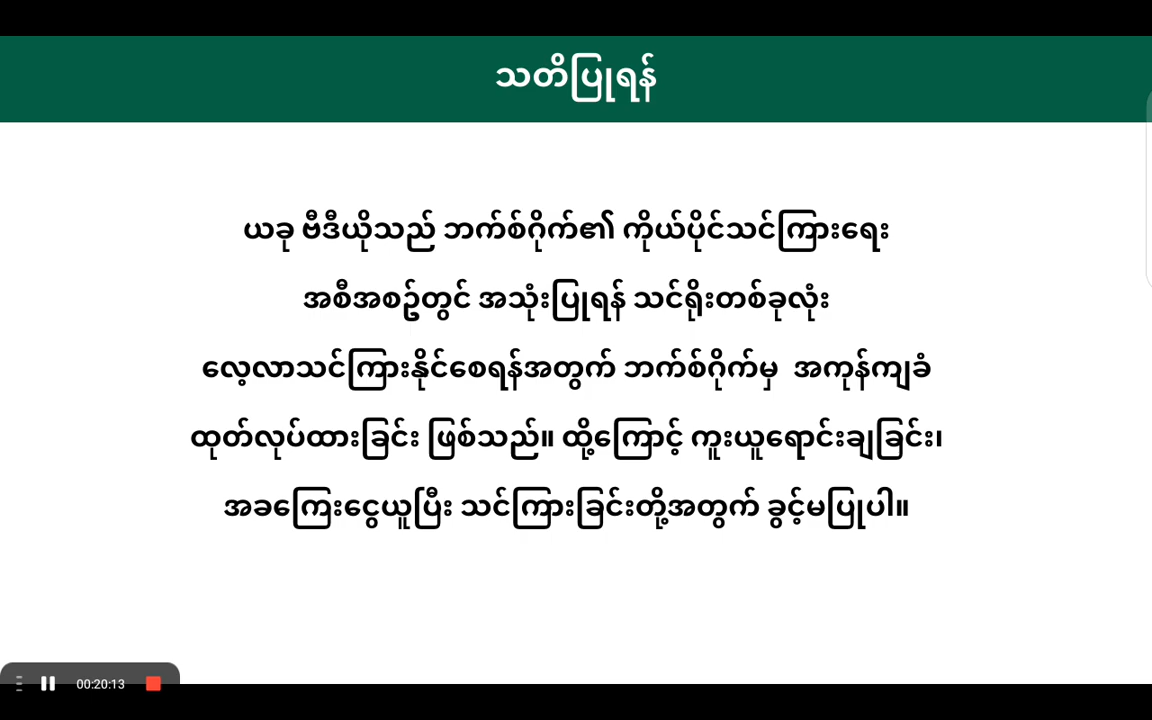 သတိပြုရန်
ယခု ဗီဒီယိုသည် ဘက်စ်ဂိုက်၏ ကိုယ်ပိုင်သင်ကြားရေး
အစီအစဥ်တွင် အသုံးပြုရန် သင်ရိုးတစ်ခုလုံး
လေ့လာသင်ကြားနိုင်စေရန်အတွက် ဘက်စ်ဂိုက်မှ အကုန်ကျခံ
ထုတ်လုပ်ထားခြင်း ဖြစ်သည်။ ထို့ကြောင့် ကူးယူရောင်းချခြင်း၊
အခကြေးငွေယူပြီး သင်ကြားခြင်းတို့အတွက် ခွင့်မပြုပါ။
00:20:13